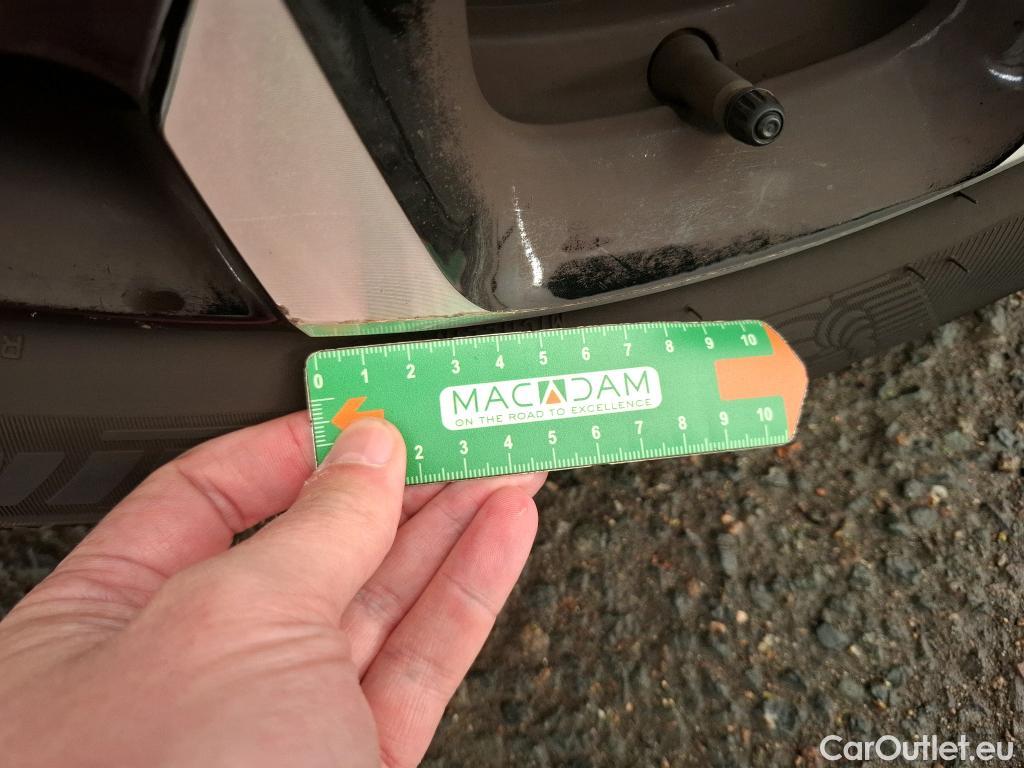 0 1 2 3 4 5 6 7 8 9 10
MACADAM
ON THE ROAD TO EXCELLENCE
2 3 4 5 6 7 8 9 10
CarOutlet.eu